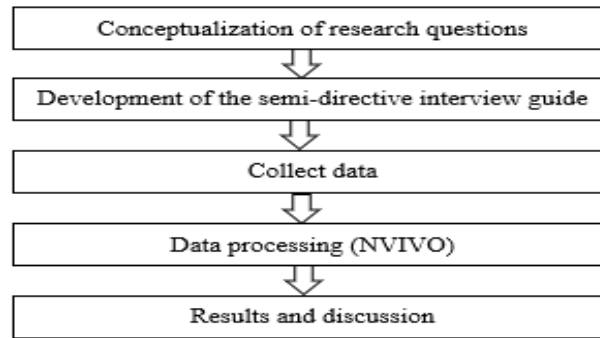 Conceptualization of research questions
Development of the semi-directive interview guide
Collect data
Data processing (NVIVO)
Results and discussion